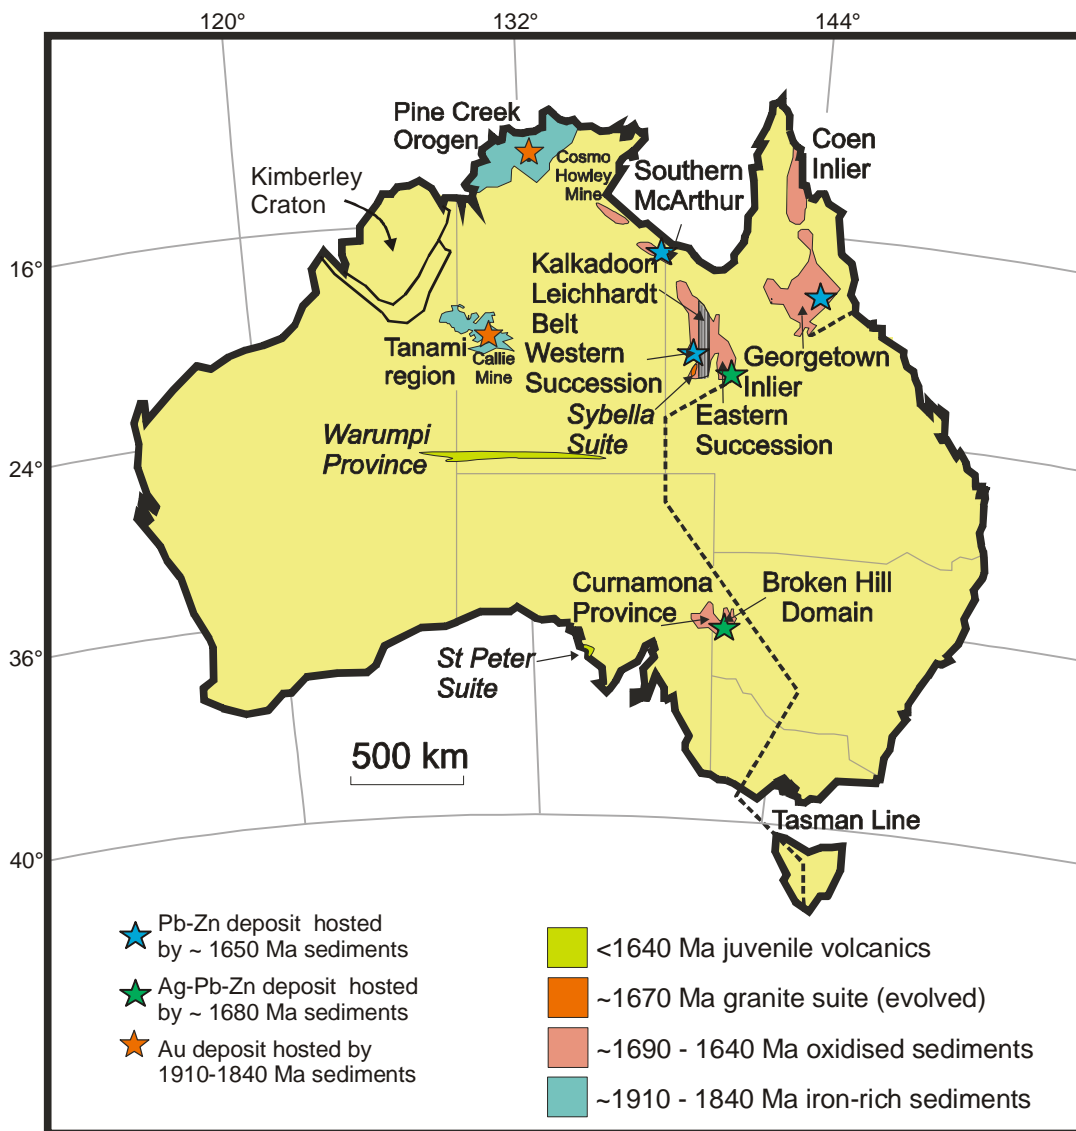 120°
132°
144°
Pine Creek
Orogen
Coen
Inlier
Cosmo
Howley
Mine
Southern
McArthur
Kimberley
Craton
16°
Kalkadoon
Leichhardt
Belt
Western
Succession
Tanami
region
Callie
Mine
Georgetown
Inlier
Sybella
Suite
Eastern
Succession
Warumpi
Province
24°
Curnamona
Province
Broken Hill
Domain
36°
St Peter
Suite
500 km
Tasman Line
40°
Pb-Zn deposit hosted
by ~ 1650 Ma sediments
Ag-Pb-Zn deposit hosted
by ~ 1680 Ma sediments
Au deposit hosted by
1910-1840 Ma sediments
<1640 Ma juvenile volcanics
~1670 Ma granite suite (evolved)
~1690 - 1640 Ma oxidised sediments
~1910 - 1840 Ma iron-rich sediments